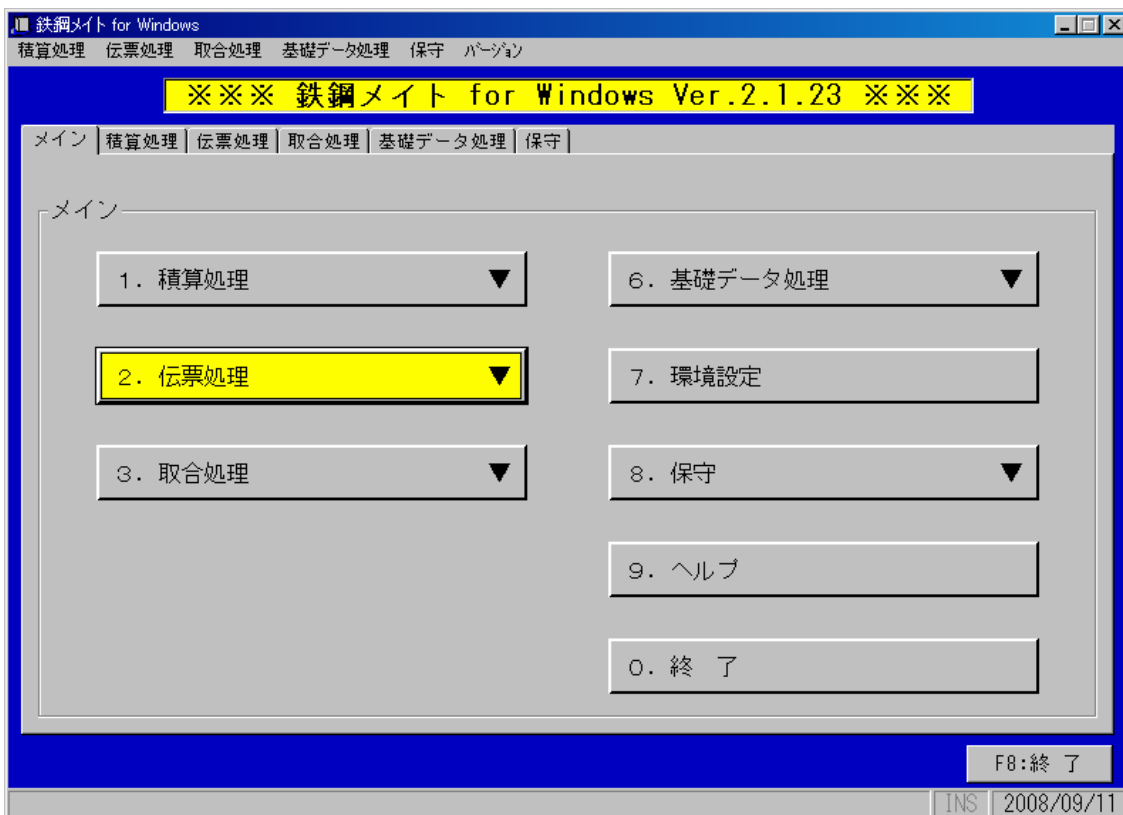 鉄鋼メイト for Windows
積算処理 伝票処理 取合処理 基礎データ処理 保守 バージョン
※※※ 鉄鋼メイト for Windows Ver.2.1.23 ※※※
メイン 積算処理 伝票処理 取合処理 基礎データ処理 保守
メイン
1. 積算処理 ▼
6. 基礎データ処理 ▼
2. 伝票処理 ▼
7. 環境設定
3. 取合処理 ▼
8. 保守 ▼
9. ヘルプ
0. 終 了
F8:終 了
INS 2008/09/11